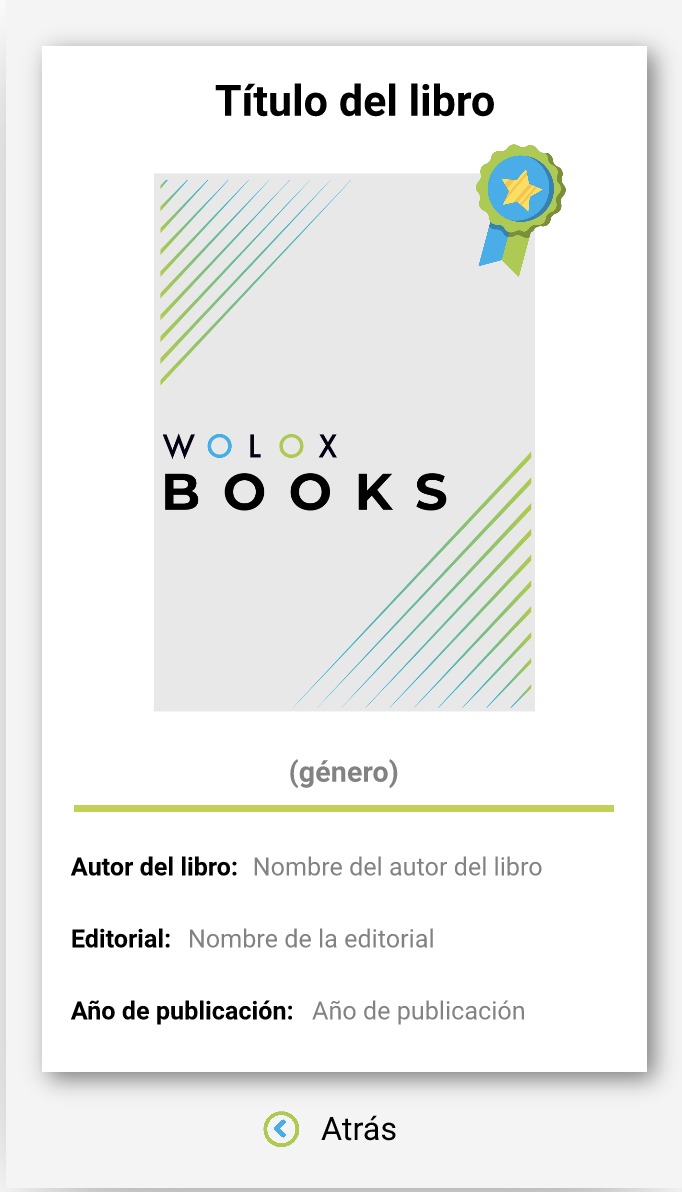 Título del libro
WOLOX
BOOKS
(género)
Autor del libro: Nombre del autor del libro
Editorial: Nombre de la editorial
Año de publicación: Año de publicación
Atrás